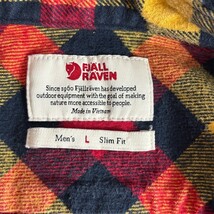 FJÄLL
RÄVEN
Since 1960 Fjällräven has developed
outdoor equipment with the goal of making
nature more accessible to people.
Made in Vietnam
Men's L Slim Fit